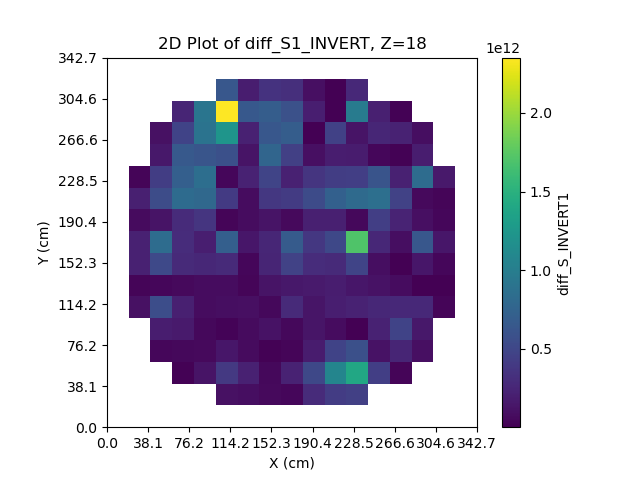 2D Plot of diff_S1_INVERT, Z=18
1e12
342.7
304.6
266.6
228.5
190.4
152.3
114.2
76.2
38.1
0.0
Y (cm)
0.0 38.1 76.2 114.2 152.3 190.4 228.5 266.6 304.6 342.7
X (cm)
2.0
1.5
1.0
0.5
diff_S_INVERT1